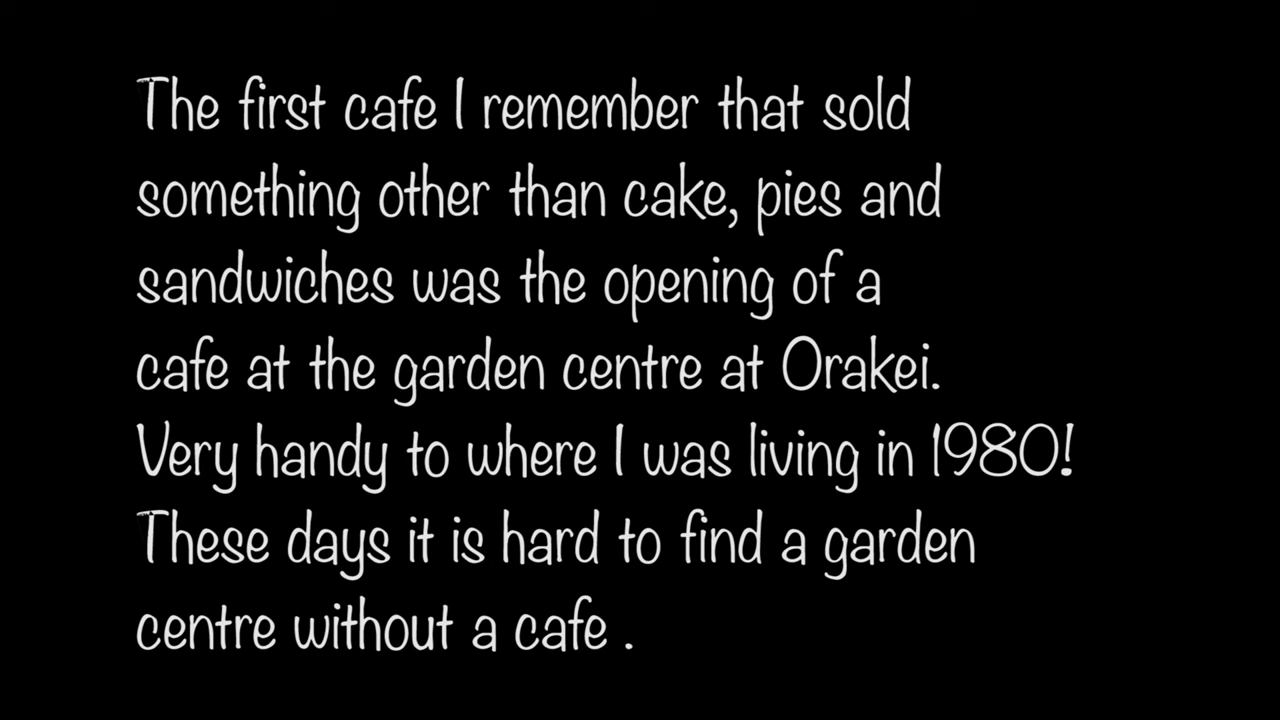 The first cafe I remember that sold
something other than cake, pies and
sandwiches was the opening of a
cafe at the garden centre at Orakei.
Very handy to where I was living in 1980!
These days it is hard to find a garden
centre without a cafe .